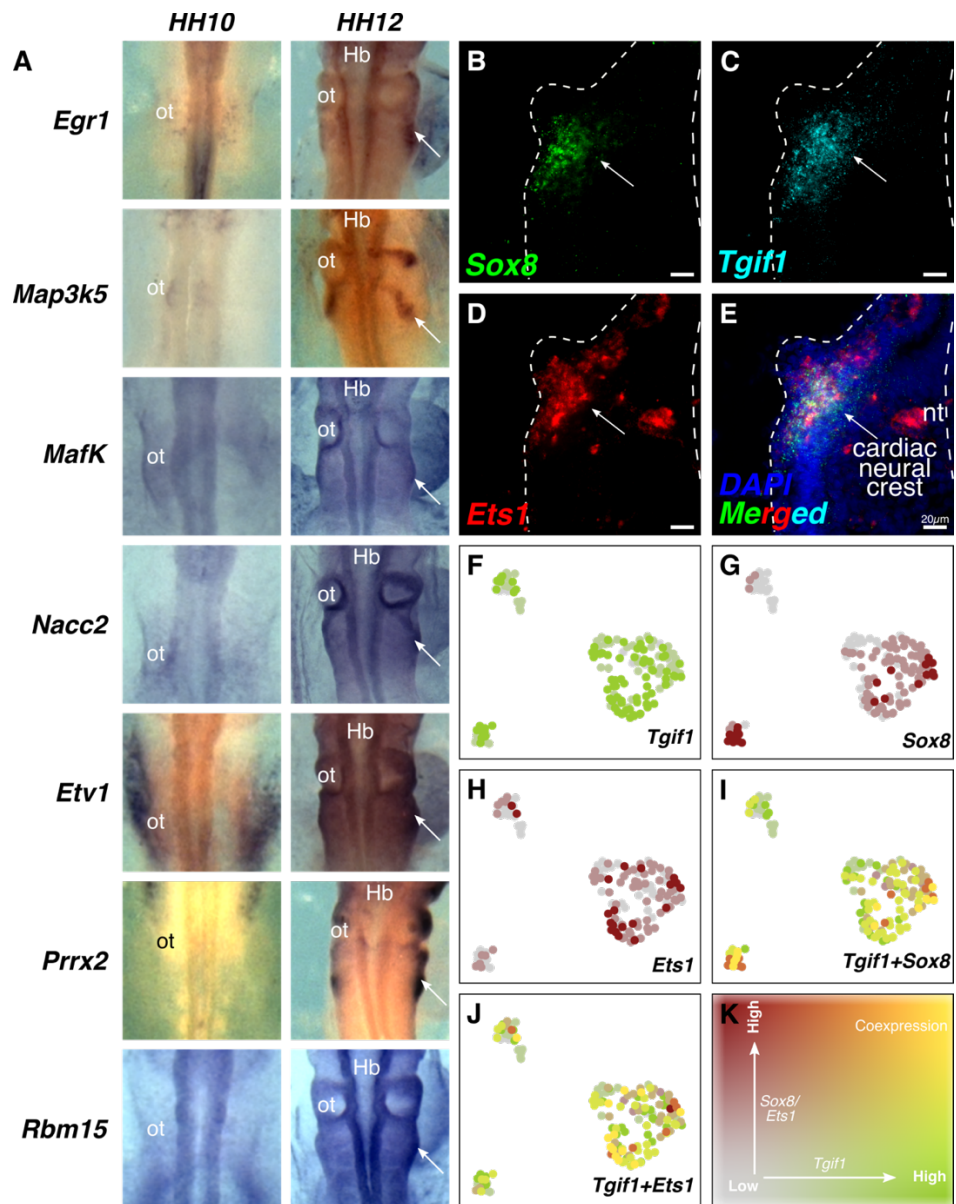 HH10 HH12
A
Egr1
ot
Hb
ot
Map3k5
ot
Hb
ot
MafK
ot
Hb
ot
Nacc2
ot
Hb
ot
Etv1
ot
Hb
ot
Prrx2
ot
Hb
ot
Rbm15
ot
Hb
ot
B
Sox8
C
Tgif1
D
Ets1
E
nt
cardiac
neural
crest
DAPI
Merged
20µm
F
Tgif1
G
Sox8
H
Ets1
I
Tgif1+Sox8
J
Tgif1+Ets1
K
High
Coexpression
Sox8/
Ets1
Tgif1
Low
High